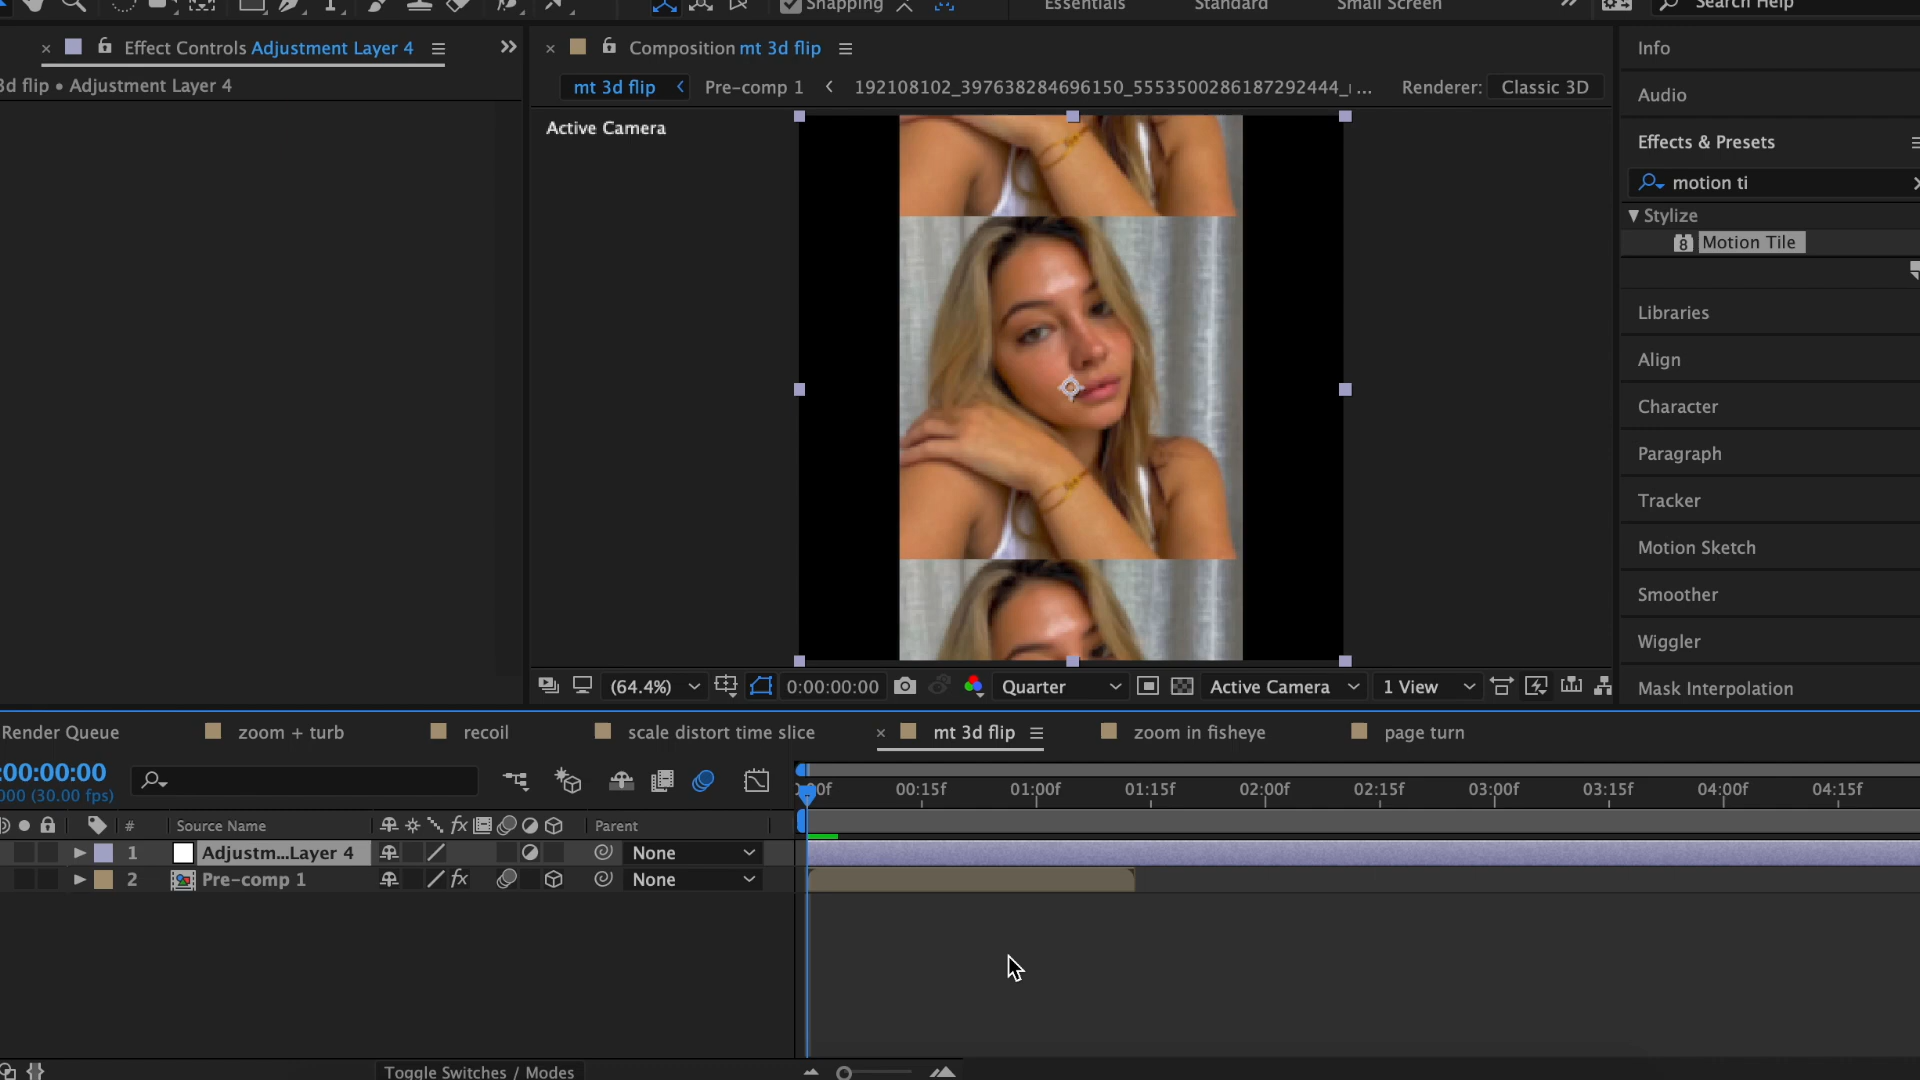 Snapping
Essentials
Standard
Small Screen
Search Help
Effect Controls Adjustment Layer 4
3d flip • Adjustment Layer 4
Composition mt 3d flip
mt 3d flip
Pre-comp 1
192108102_397638284696150_5553500286187292444_ ...
Renderer: Classic 3D
Active Camera
Info
Audio
Effects & Presets
motion ti
Stylize
8 Motion Tile
Libraries
Align
Character
Paragraph
Tracker
Motion Sketch
Smoother
Wiggler
Mask Interpolation
(64.4%)
0:00:00:00
Quarter
Active Camera
1 View
Render Queue
zoom + turb
recoil
scale distort time slice
mt 3d flip
zoom in fisheye
page turn
:00:00:00
000 (30.00 fps)
00f 00:15f 01:00f 01:15f 02:00f 02:15f 03:00f 03:15f 04:00f 04:15f
# Source Name fx Parent
1 Adjustm...Layer 4 None
2 Pre-comp 1 fx None
Toggle Switches / Modes